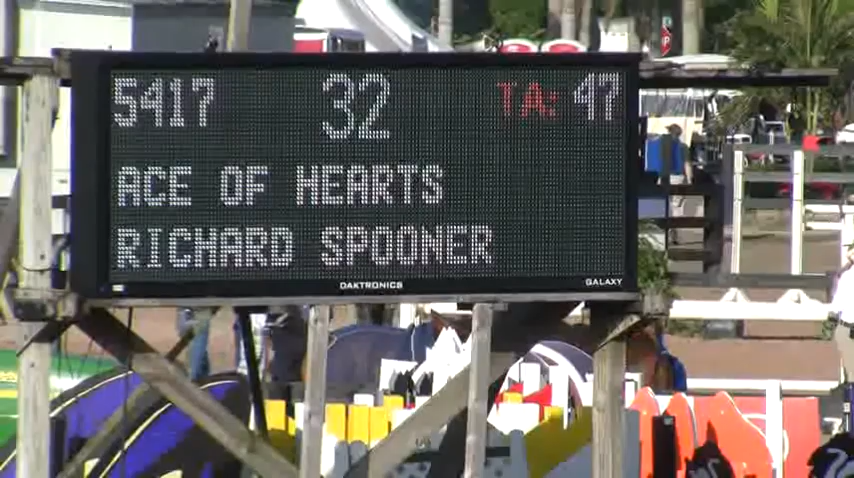 5417 32 TA: 47
ACE OF HEARTS
RICHARD SPOONER
DAKTRONICS GALAXY